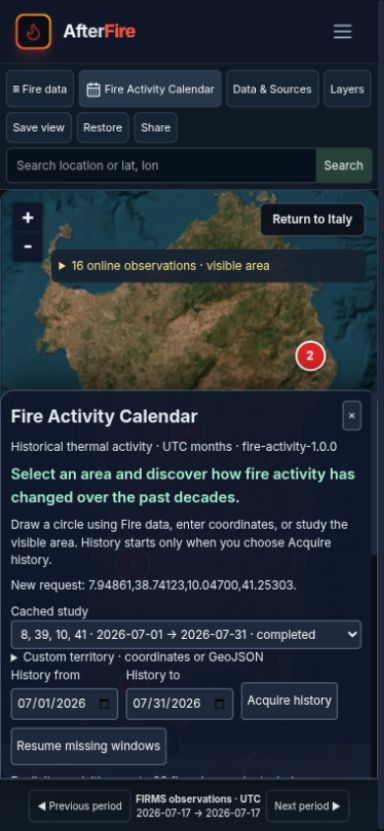 AfterFire
≡ Fire data
Fire Activity Calendar
Data & Sources
Layers
Save view
Restore
Share
Search location or lat, lon
Search
+
-
Return to Italy
▶ 16 online observations · visible area
2
Fire Activity Calendar
×
Historical thermal activity · UTC months · fire-activity-1.0.0
Select an area and discover how fire activity has
changed over the past decades.
Draw a circle using Fire data, enter coordinates, or study the
visible area. History starts only when you choose Acquire
history.
New request: 7.94861,38.74123,10.04700,41.25303.
Cached study
8, 39, 10, 41 · 2026-07-01 → 2026-07-31 · completed
▶ Custom territory · coordinates or GeoJSON
History from
History to
07/01/2026
07/31/2026
Acquire history
Resume missing windows
◀ Previous period
FIRMS observations · UTC
2026-07-17 → 2026-07-17
Next period ▶